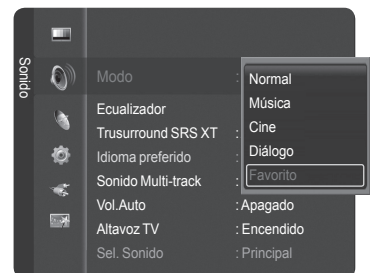 Sonido
Modo :
Ecualizador
Trusurround SRS XT :
Idioma preferido :
Sonido Multi-track :
Vol.Auto : Apagado
Altavoz TV : Encendido
Sel. Sonido : Principal
Normal
Música
Cine
Diálogo
Favorito